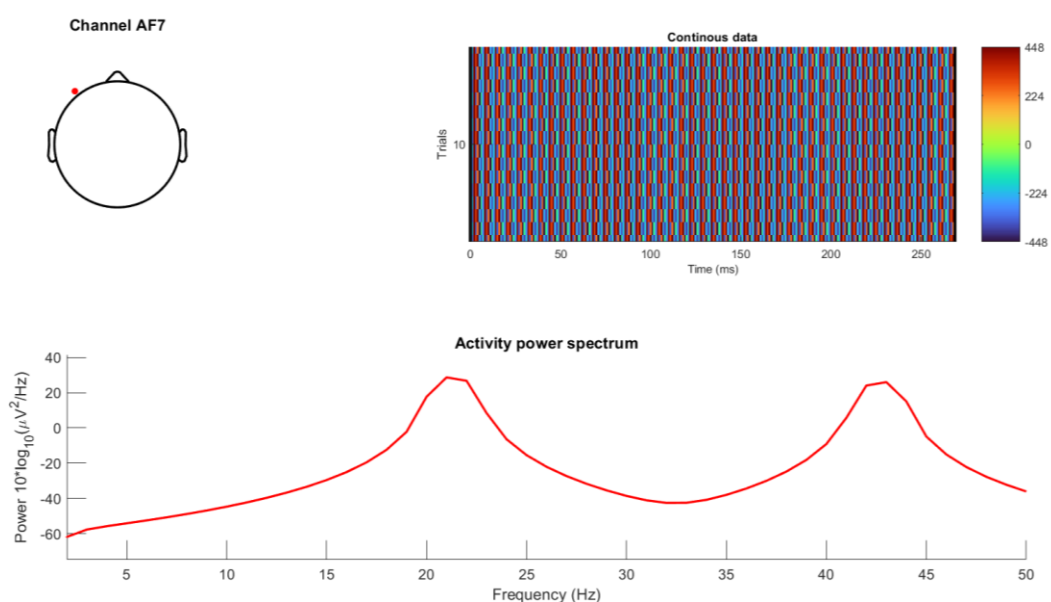 Channel AF7
Continous data
Trials
10
0 50 100 150 200 250
Time (ms)
448
224
0
-224
-448
Activity power spectrum
Power 10*log10(μV2/Hz)
40
20
0
-20
-40
-60
5 10 15 20 25 30 35 40 45 50
Frequency (Hz)